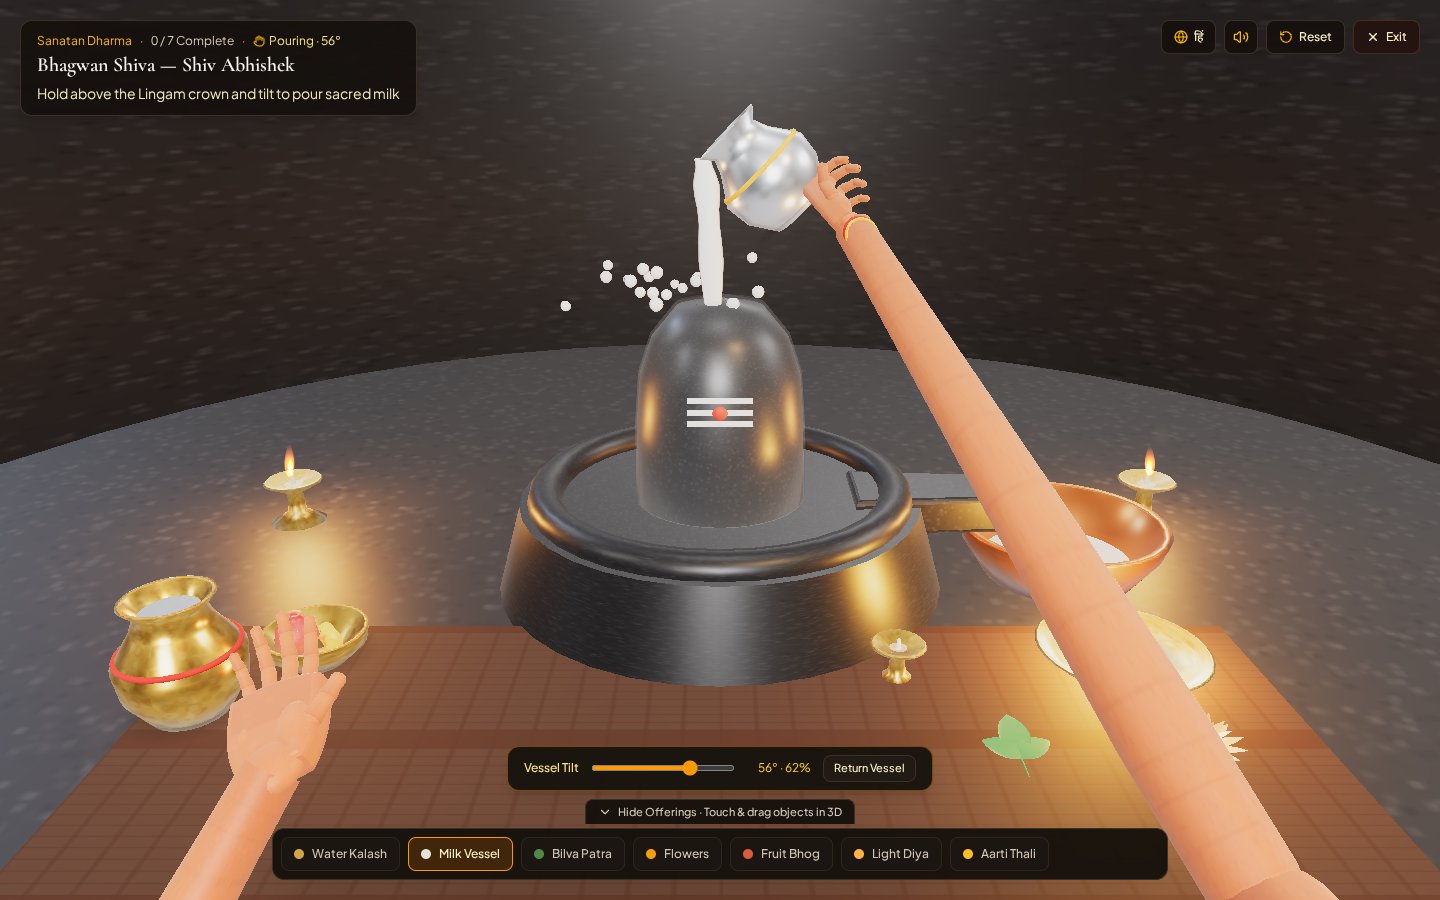 Sanatan Dharma · 0 / 7 Complete · Pouring · 56°
Bhagwan Shiva — Shiv Abhishek
Hold above the Lingam crown and tilt to pour sacred milk
हिं
Reset
Exit
Vessel Tilt 56° · 62% Return Vessel
Hide Offerings · Touch & drag objects in 3D
Water Kalash
Milk Vessel
Bilva Patra
Flowers
Fruit Bhog
Light Diya
Aarti Thali